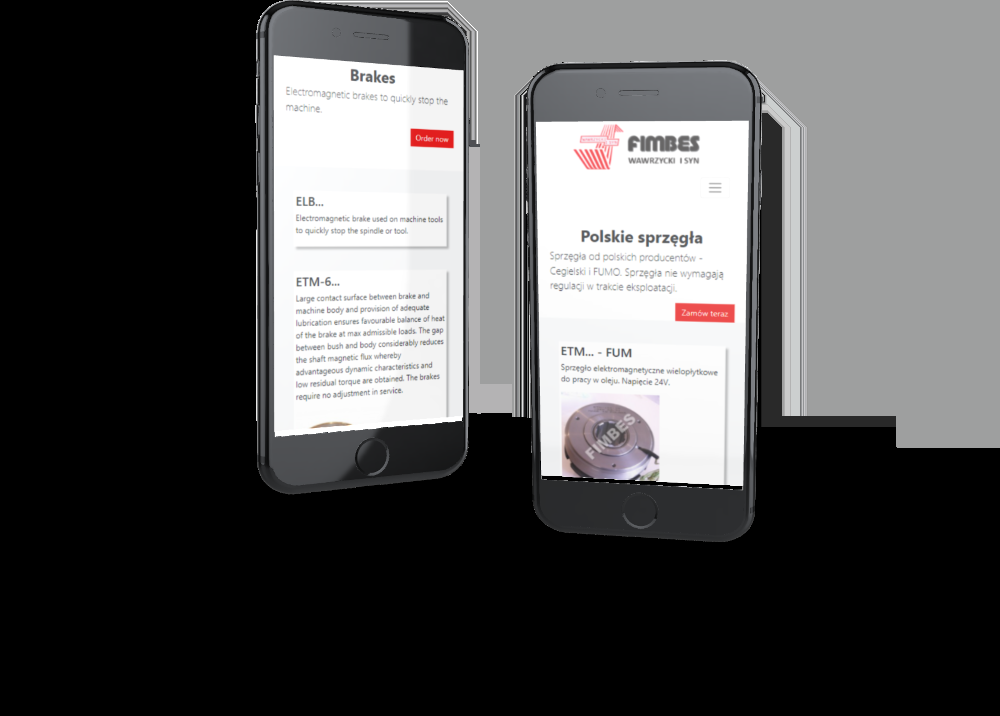 Brakes
Electromagnetic brakes to quickly stop the
machine.
Order now
ELB...
Electromagnetic brake used on machine tools
to quickly stop the spindle or tool.
ETM-6...
Large contact surface between brake and
machine body and provision of adequate
lubrication ensures favourable balance of heat
of the brake at max admissible loads. The gap
between bush and body considerably reduces
the shaft magnetic flux whereby
advantageous dynamic characteristics and
low residual torque are obtained. The brakes
require no adjustment in service.
FIMBES
WAWRZYCKI I SYN
Polskie sprzęgła
Sprzęgła od polskich producentów -
Cegielski i FUMO. Sprzęgła nie wymagają
regulacji w trakcie eksploatacji.
Zamów teraz
ETM... - FUM
Sprzęgło elektromagnetyczne wielopłytkowe
do pracy w oleju. Napięcie 24V.
FIMBES